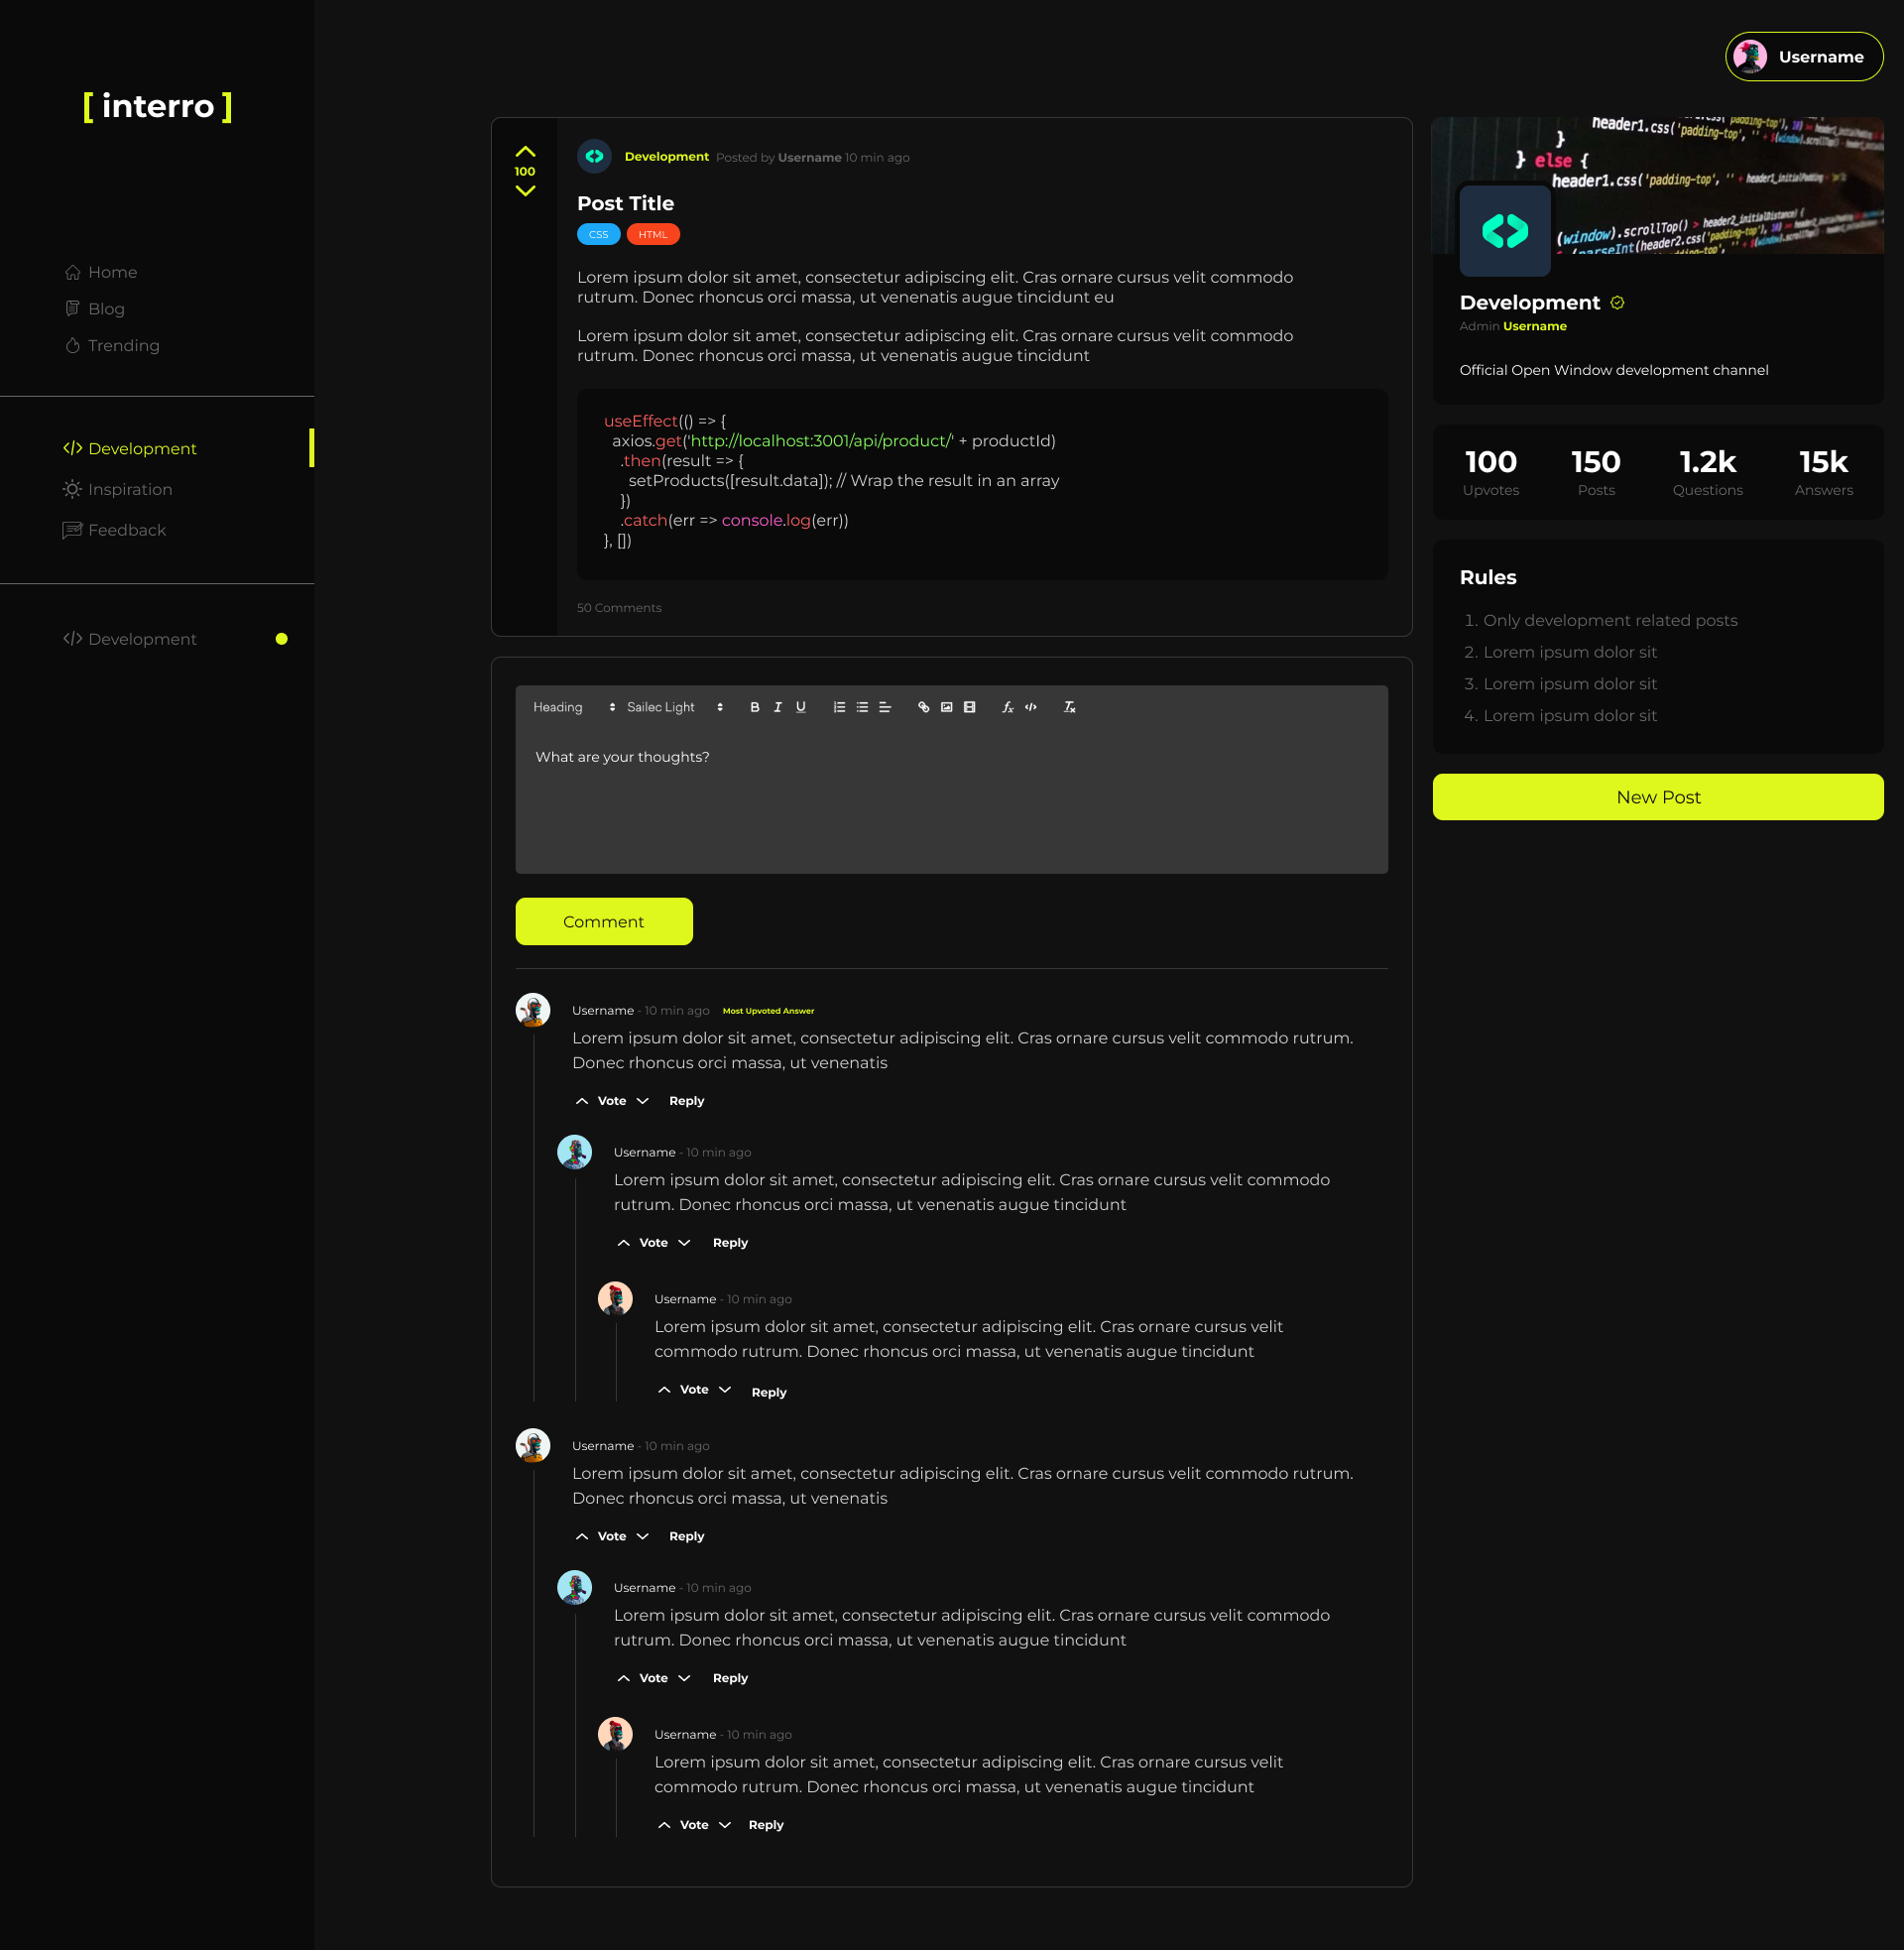 [ interro ]
Home
Blog
Trending
Development
Inspiration
Feedback
Development
Username
100
Development Posted by Username 10 min ago
Post Title
CSS HTML
Lorem ipsum dolor sit amet, consectetur adipiscing elit. Cras ornare cursus velit commodo
rutrum. Donec rhoncus orci massa, ut venenatis augue tincidunt eu
Lorem ipsum dolor sit amet, consectetur adipiscing elit. Cras ornare cursus velit commodo
rutrum. Donec rhoncus orci massa, ut venenatis augue tincidunt
useEffect(() => {
axios.get('http://localhost:3001/api/product/' + productId)
.then(result => {
setProducts([result.data]); // Wrap the result in an array
})
.catch(err => console.log(err))
}, [])
50 Comments
Heading Sailec Light B I U
What are your thoughts?
Comment
Username - 10 min ago Most Upvoted Answer
Lorem ipsum dolor sit amet, consectetur adipiscing elit. Cras ornare cursus velit commodo rutrum.
Donec rhoncus orci massa, ut venenatis
Vote Reply
Username - 10 min ago
Lorem ipsum dolor sit amet, consectetur adipiscing elit. Cras ornare cursus velit commodo
rutrum. Donec rhoncus orci massa, ut venenatis augue tincidunt
Vote Reply
Username - 10 min ago
Lorem ipsum dolor sit amet, consectetur adipiscing elit. Cras ornare cursus velit
commodo rutrum. Donec rhoncus orci massa, ut venenatis augue tincidunt
Vote Reply
Username - 10 min ago
Lorem ipsum dolor sit amet, consectetur adipiscing elit. Cras ornare cursus velit commodo rutrum.
Donec rhoncus orci massa, ut venenatis
Vote Reply
Username - 10 min ago
Lorem ipsum dolor sit amet, consectetur adipiscing elit. Cras ornare cursus velit commodo
rutrum. Donec rhoncus orci massa, ut venenatis augue tincidunt
Vote Reply
Username - 10 min ago
Lorem ipsum dolor sit amet, consectetur adipiscing elit. Cras ornare cursus velit
commodo rutrum. Donec rhoncus orci massa, ut venenatis augue tincidunt
Vote Reply
header1.css('padding-top', '' +
}
} else {
header1.css('padding-top', '' + header1_initialPadding +
(window).scrollTop() > header2_initialDistance) {
(parseInt(header2.css('padding-top'),
Development
Admin Username
Official Open Window development channel
100 150 1.2k 15k
Upvotes Posts Questions Answers
Rules
1. Only development related posts
2. Lorem ipsum dolor sit
3. Lorem ipsum dolor sit
4. Lorem ipsum dolor sit
New Post